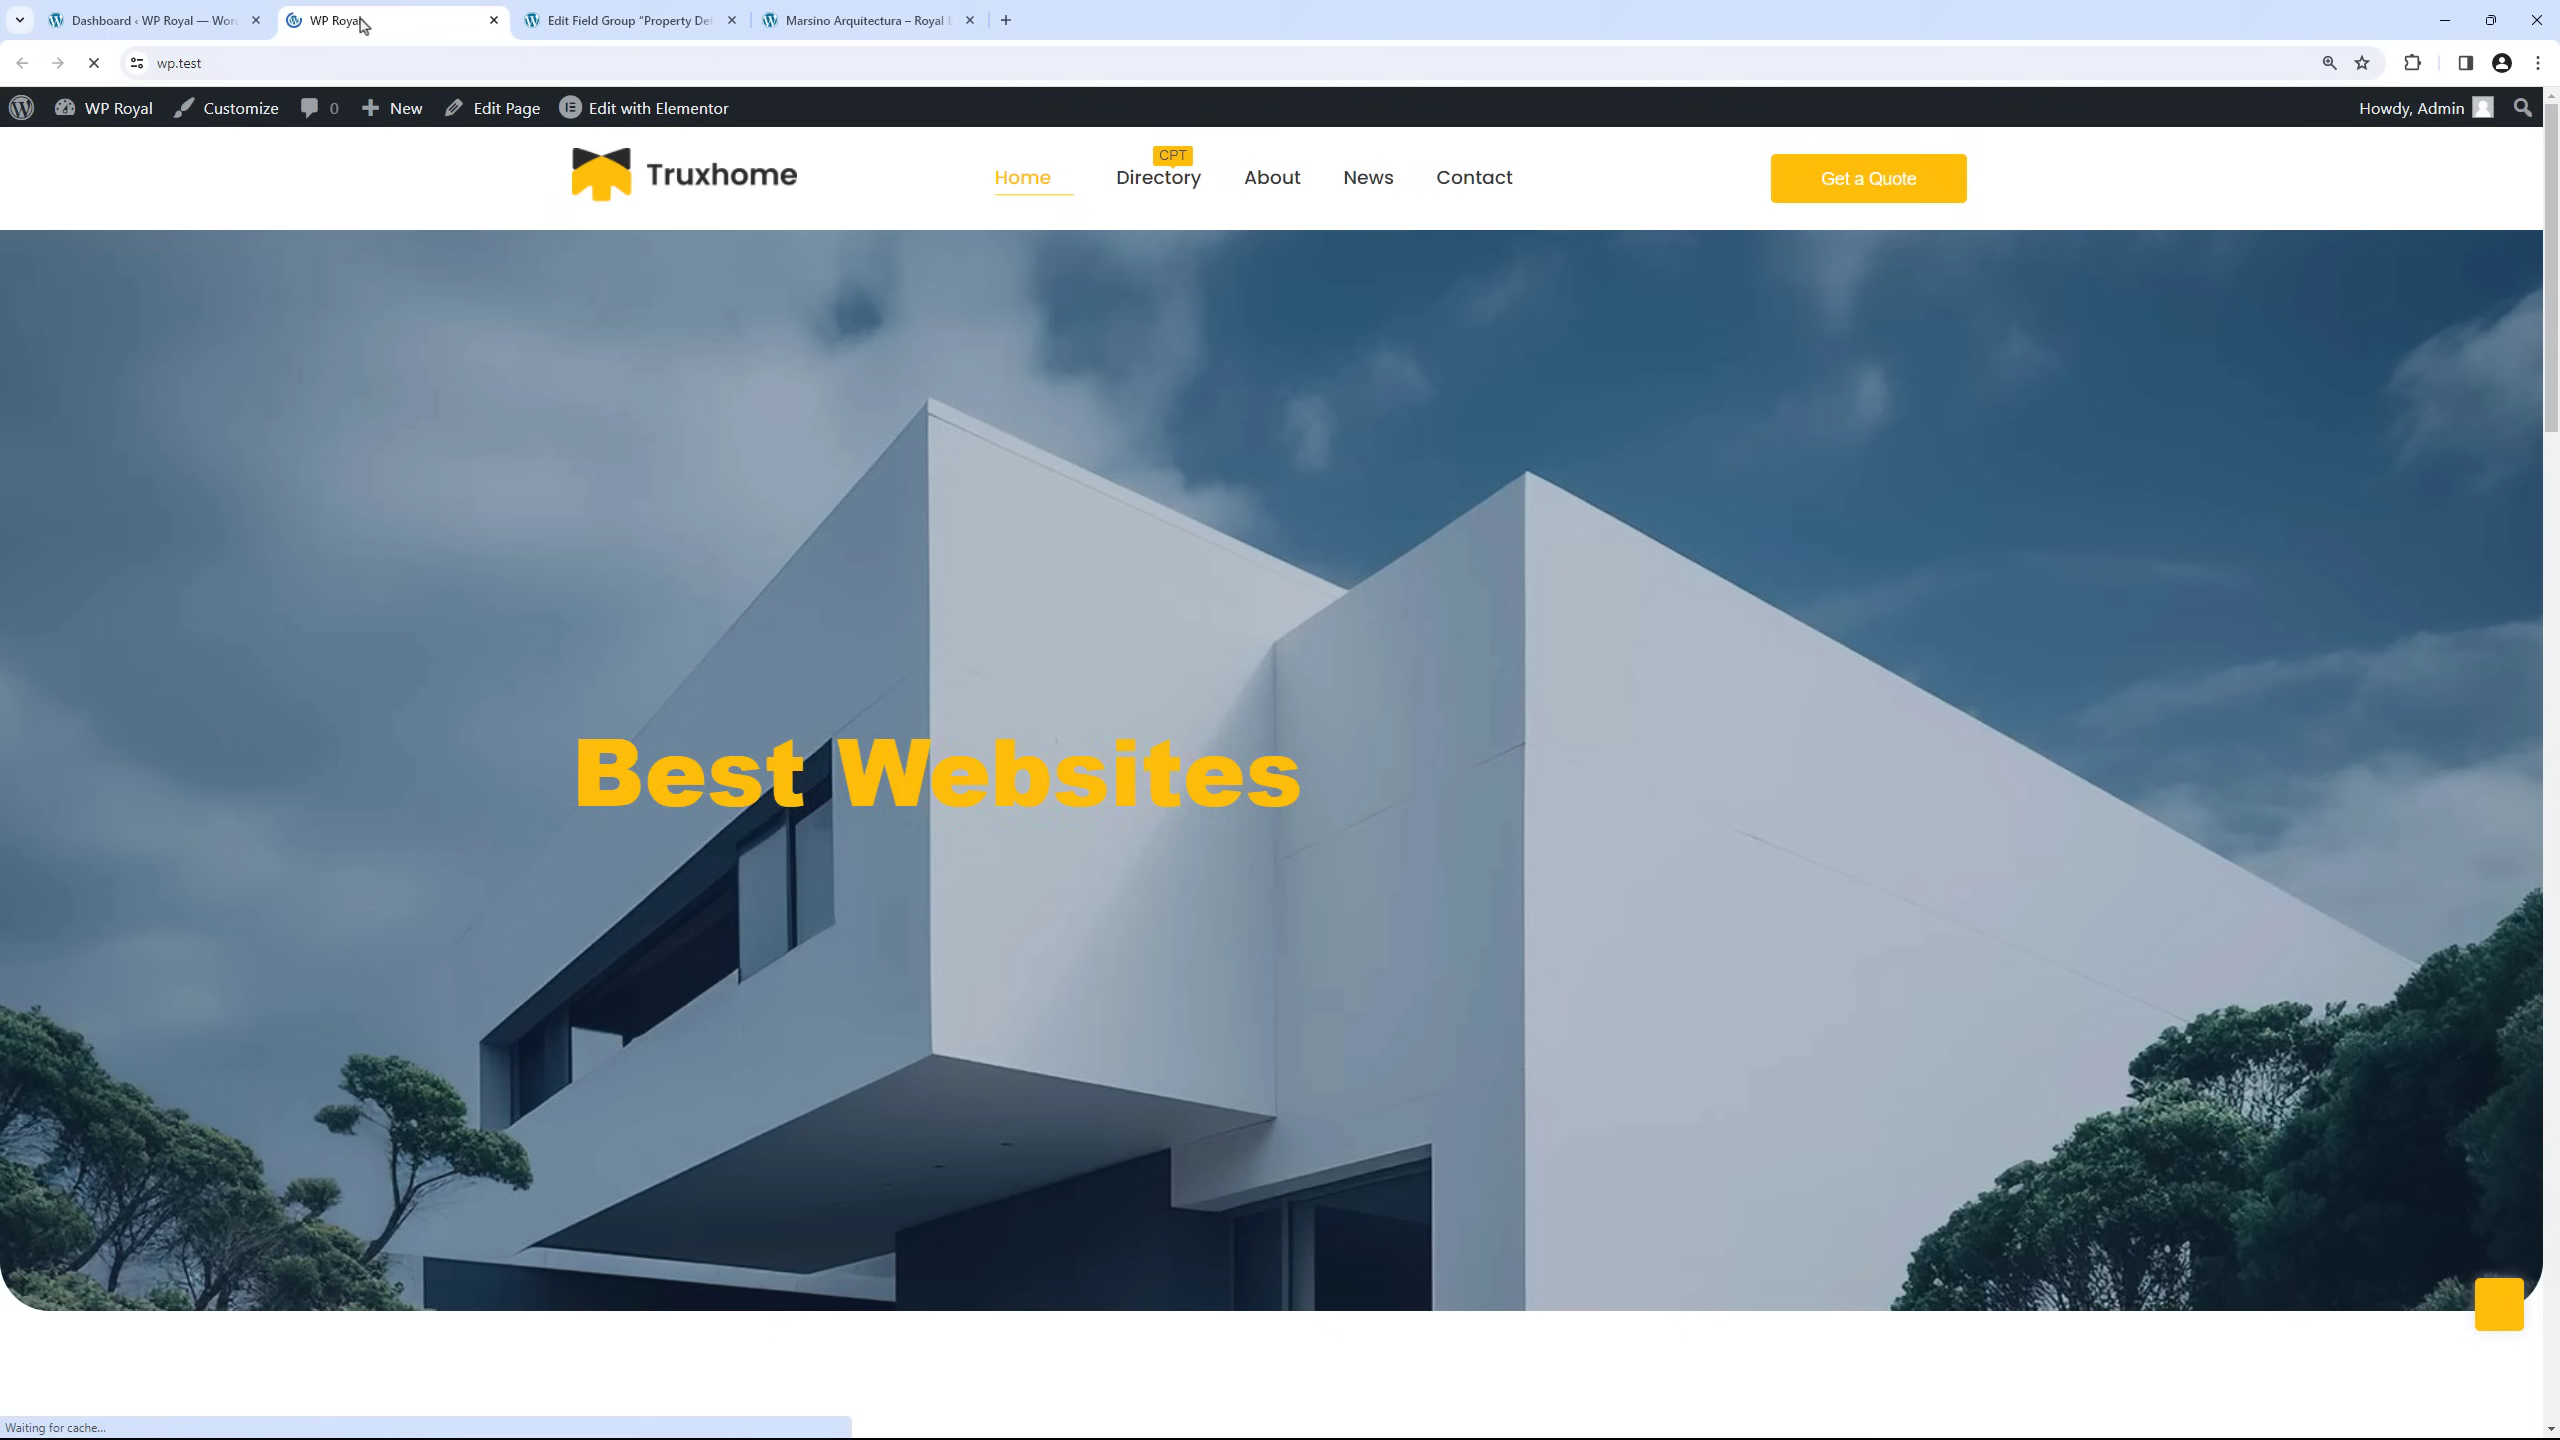 Dashboard ‹ WP Royal — Wor
WP Royal
Edit Field Group “Property Det
Marsino Arquitectura – Royal E
wp.test
WP Royal
Customize
0
New
Edit Page
Edit with Elementor
Howdy, Admin
Truxhome
CPT
Home
Directory
About
News
Contact
Get a Quote
Best Websites
Waiting for cache...